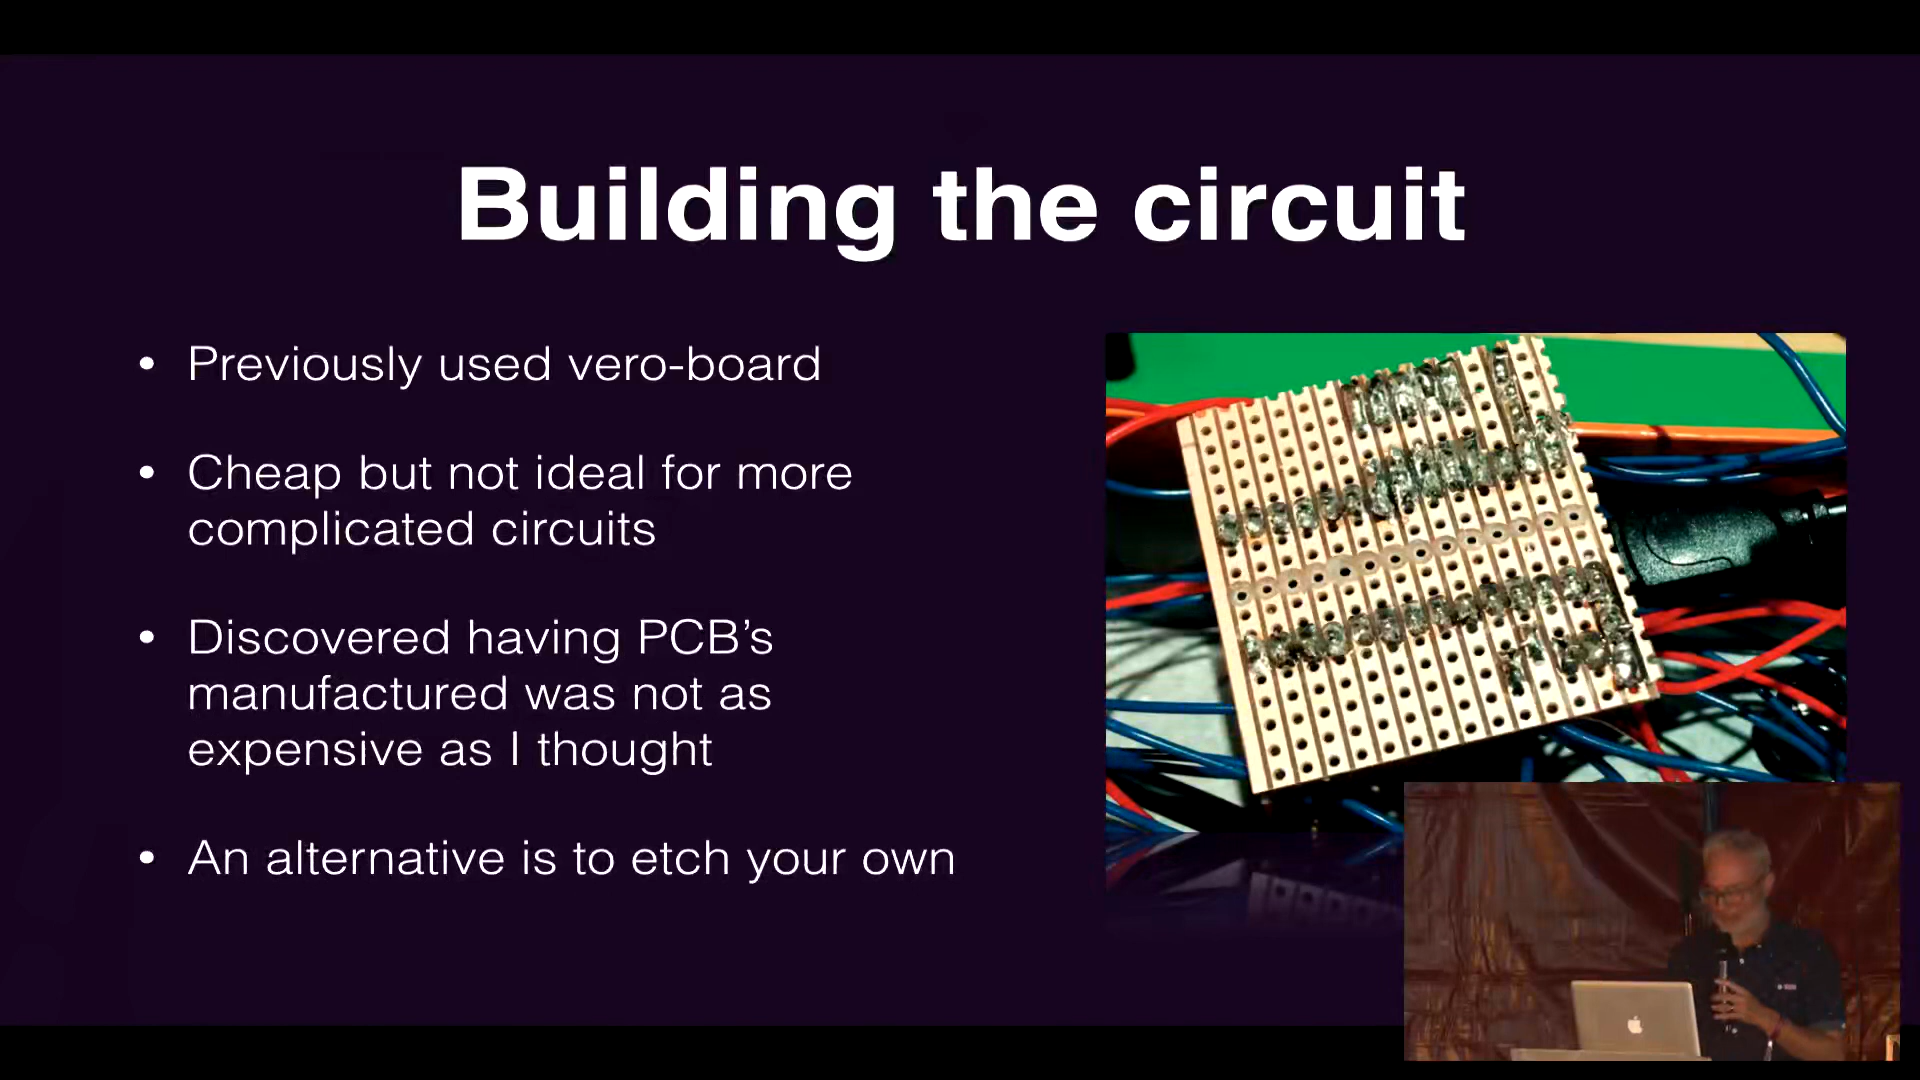 Building the circuit
• Previously used vero-board
• Cheap but not ideal for more
complicated circuits
• Discovered having PCB’s
manufactured was not as
expensive as I thought
• An alternative is to etch your own